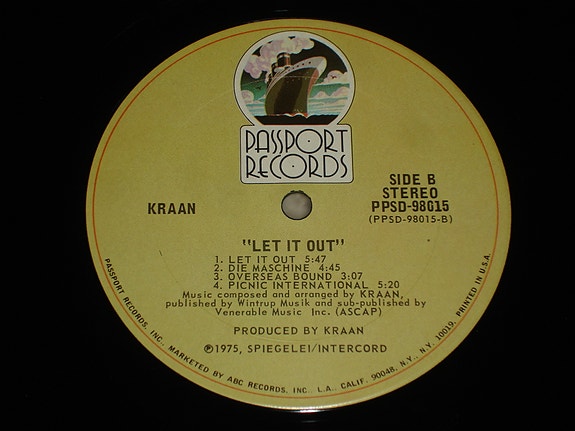 PASSPORT
RECORDS
SIDE B
STEREO
PPSD-98015
(PPSD-98015-B)
KRAAN
"LET IT OUT"
1. LET IT OUT 5:47
2. DIE MASCHINE 4:45
3. OVERSEAS BOUND 3:07
4. PICNIC INTERNATIONAL 5:20
Music composed and arranged by KRAAN,
published by Wintrup Musik and sub-published by
Venerable Music Inc. (ASCAP)
PRODUCED BY KRAAN
℗1975, SPIEGELEI/INTERCORD
PASSPORT RECORDS, INC. MARKETED BY ABC RECORDS, INC., L.A., CALIF. 90048, N.Y., N.Y. 10019, PRINTED IN U.S.A.